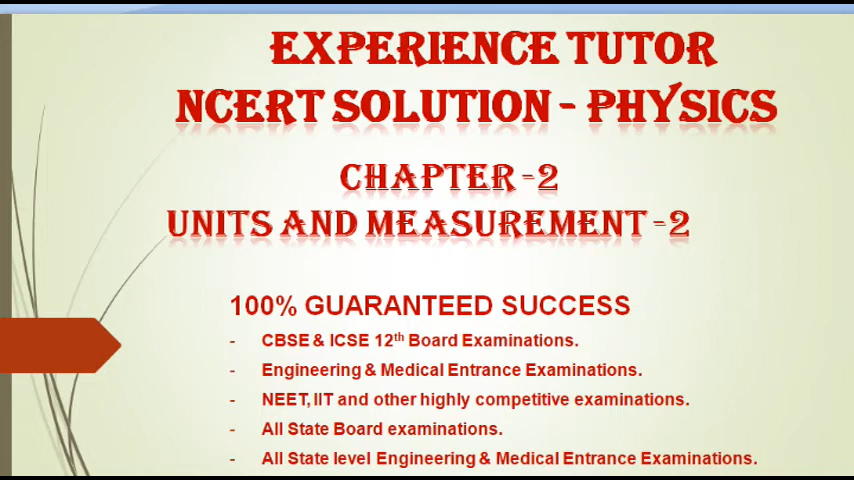 EXPERIENCE TUTOR
NCERT SOLUTION - PHYSICS
CHAPTER -2
UNITS AND MEASUREMENT -2
100% GUARANTEED SUCCESS
- CBSE & ICSE 12th Board Examinations.
- Engineering & Medical Entrance Examinations.
- NEET, IIT and other highly competitive examinations.
- All State Board examinations.
- All State level Engineering & Medical Entrance Examinations.